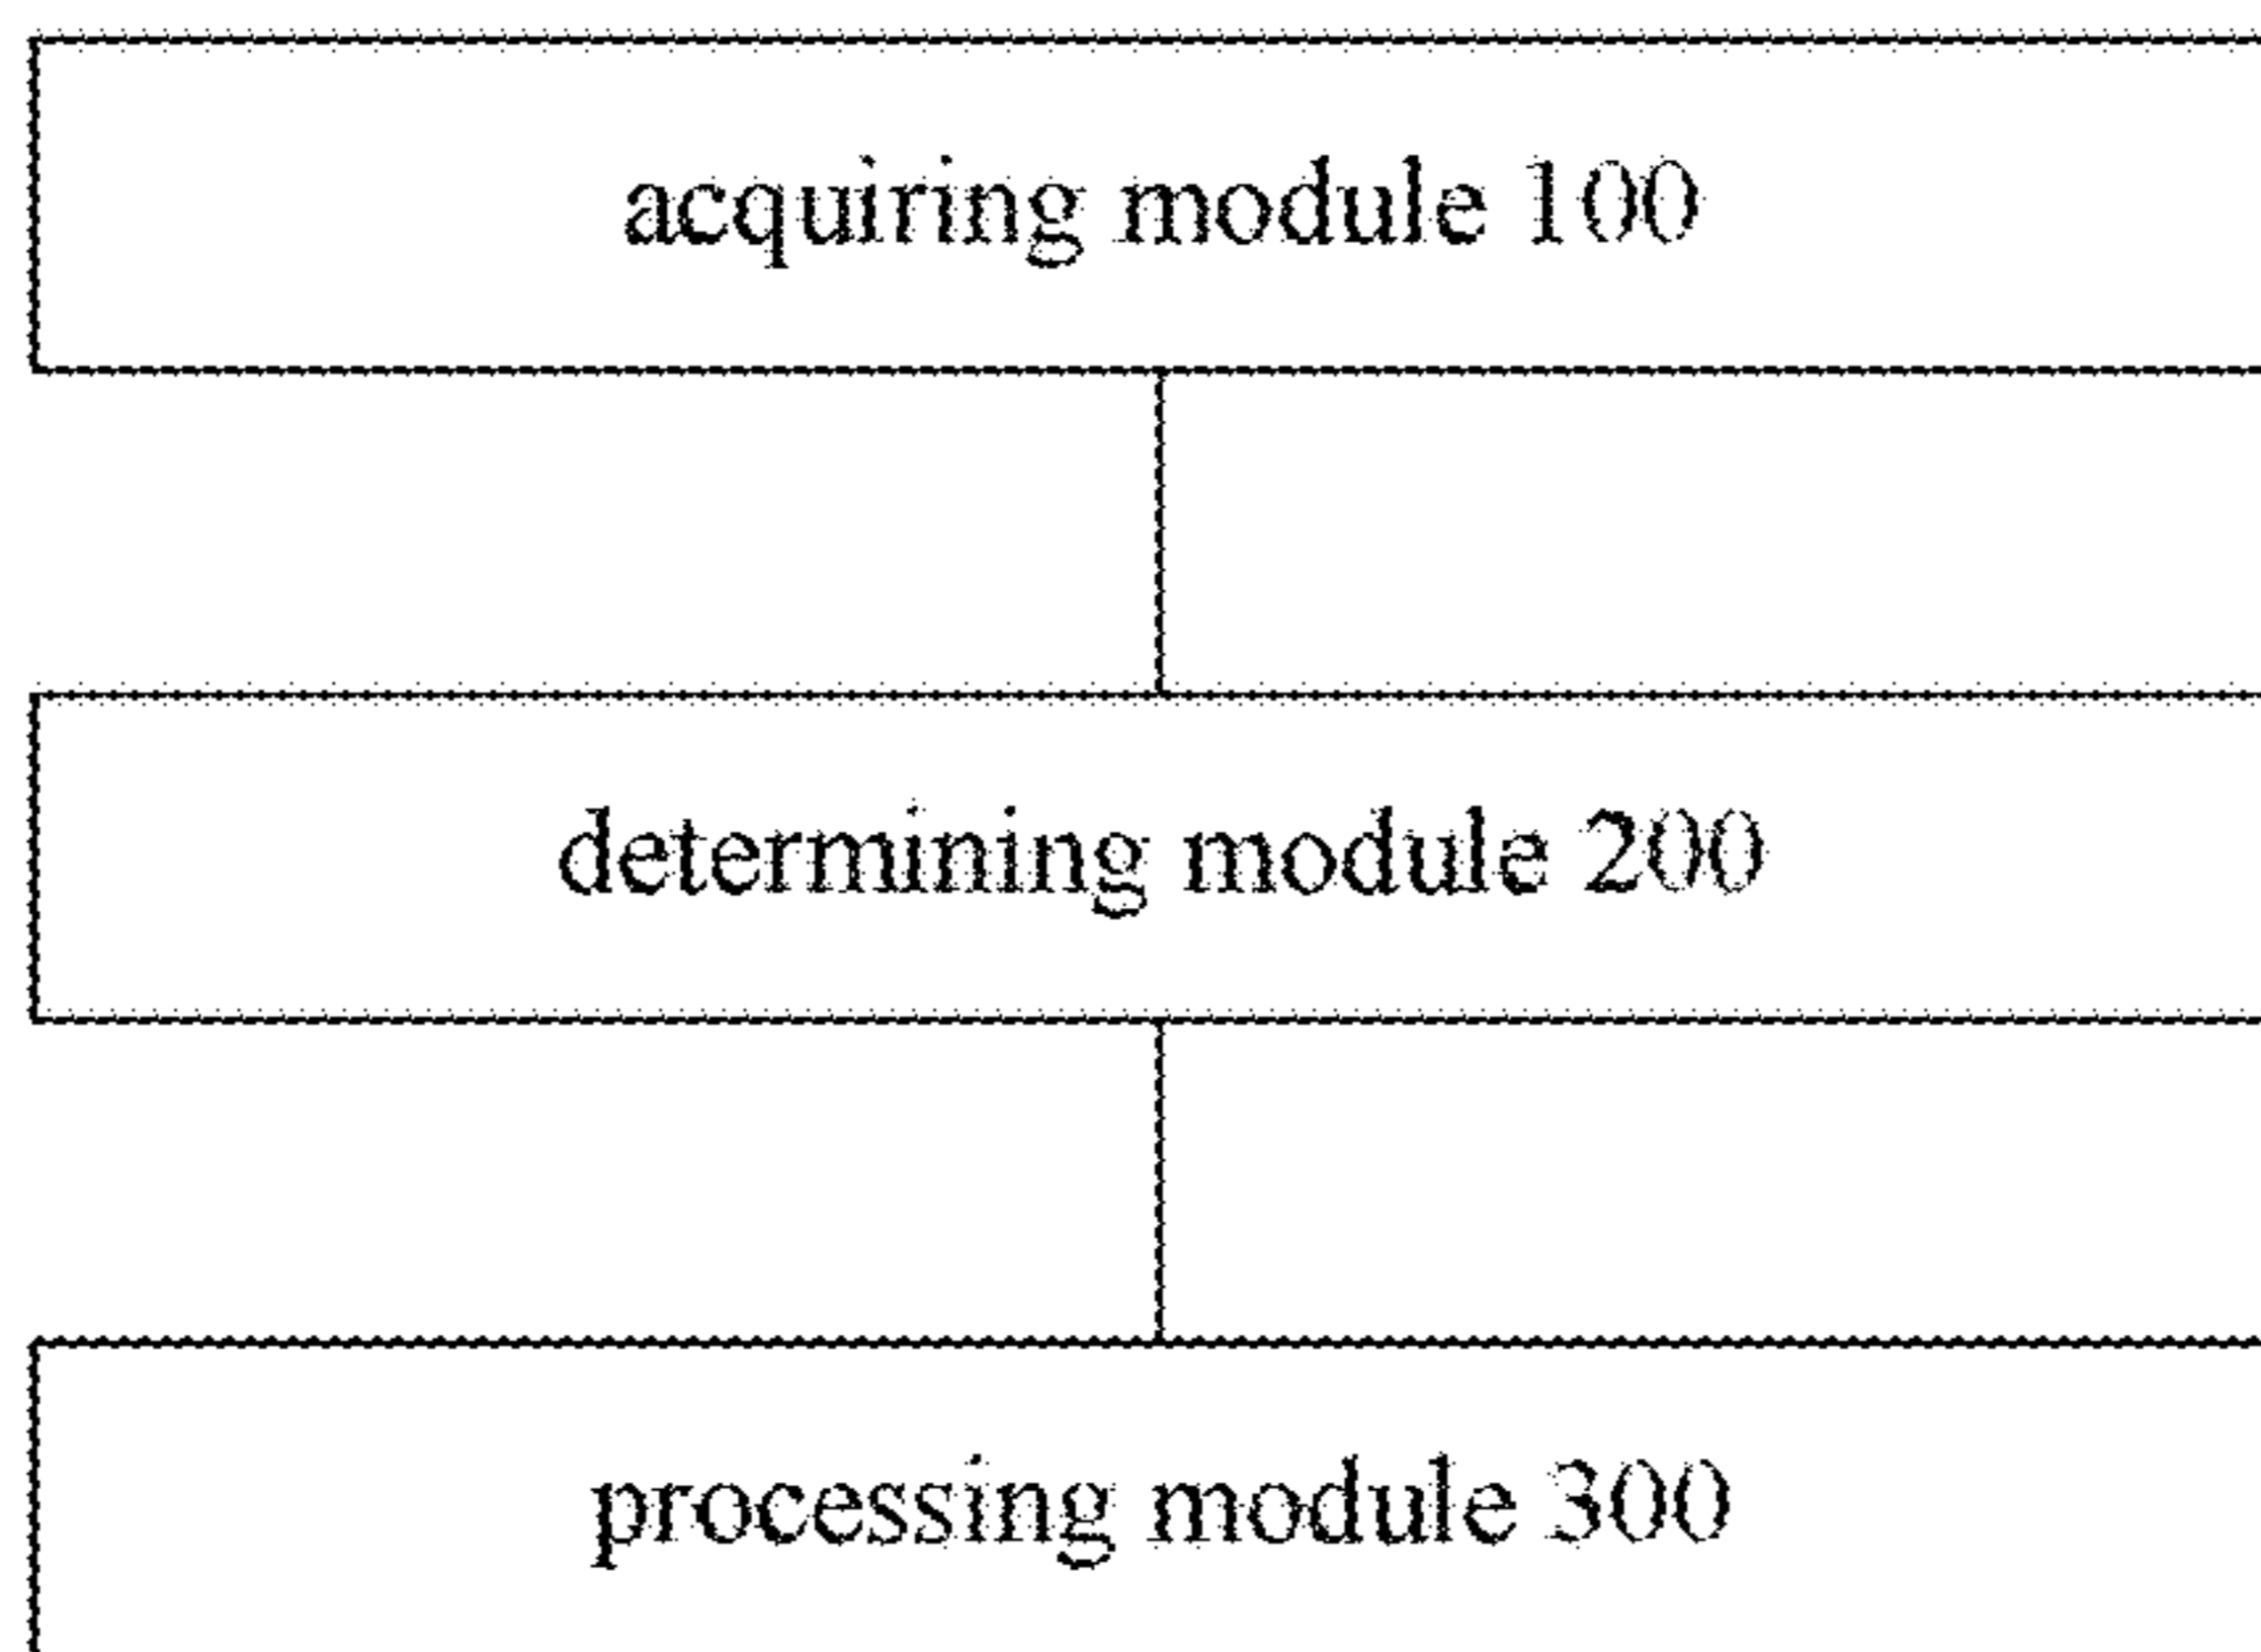 acquiring module 100
determining module 200
processing module 300